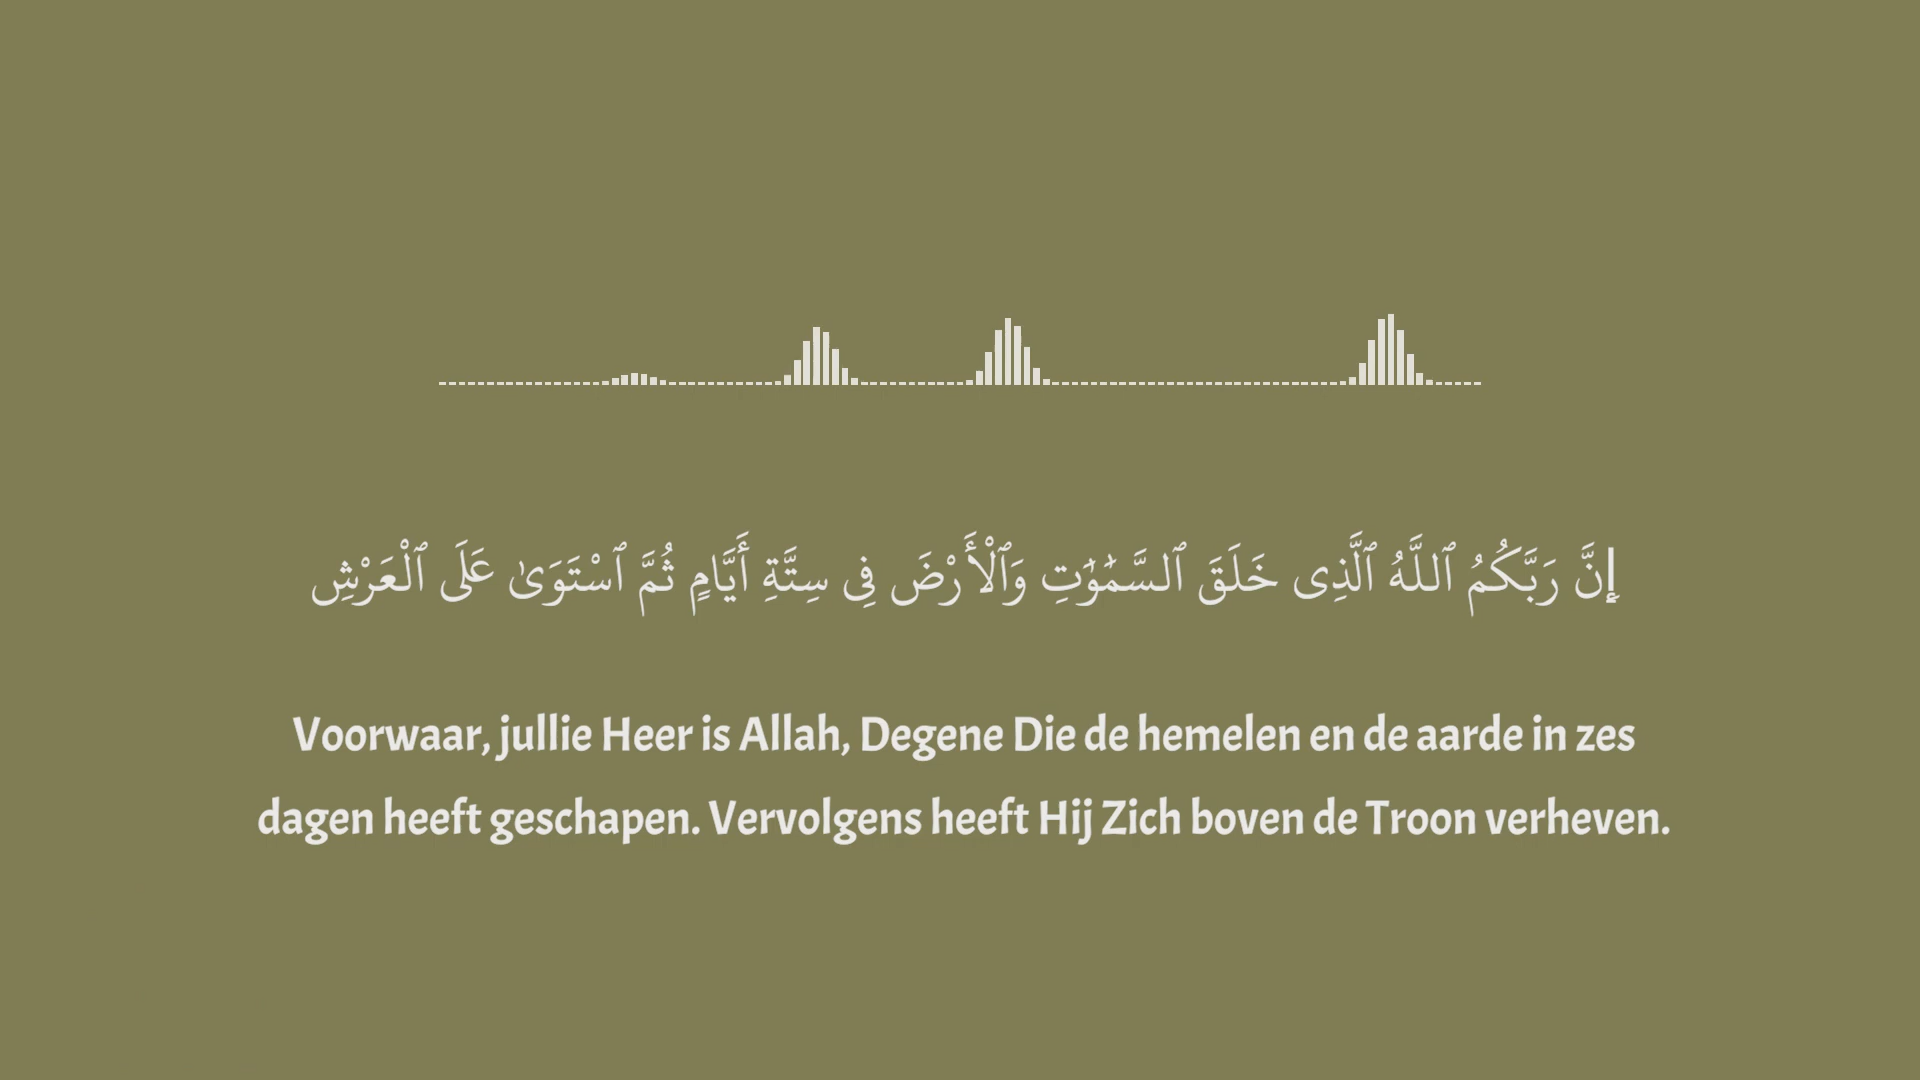 إِنَّ رَبَّكُمُ ٱللَّهُ ٱلَّذِى خَلَقَ ٱلسَّمَٰوَٰتِ وَٱلْأَرْضَ فِى سِتَّةِ أَيَّامٍ ثُمَّ ٱسْتَوَىٰ عَلَى ٱلْعَرْشِ
Voorwaar, jullie Heer is Allah, Degene Die de hemelen en de aarde in zes
dagen heeft geschapen. Vervolgens heeft Hij Zich boven de Troon verheven.